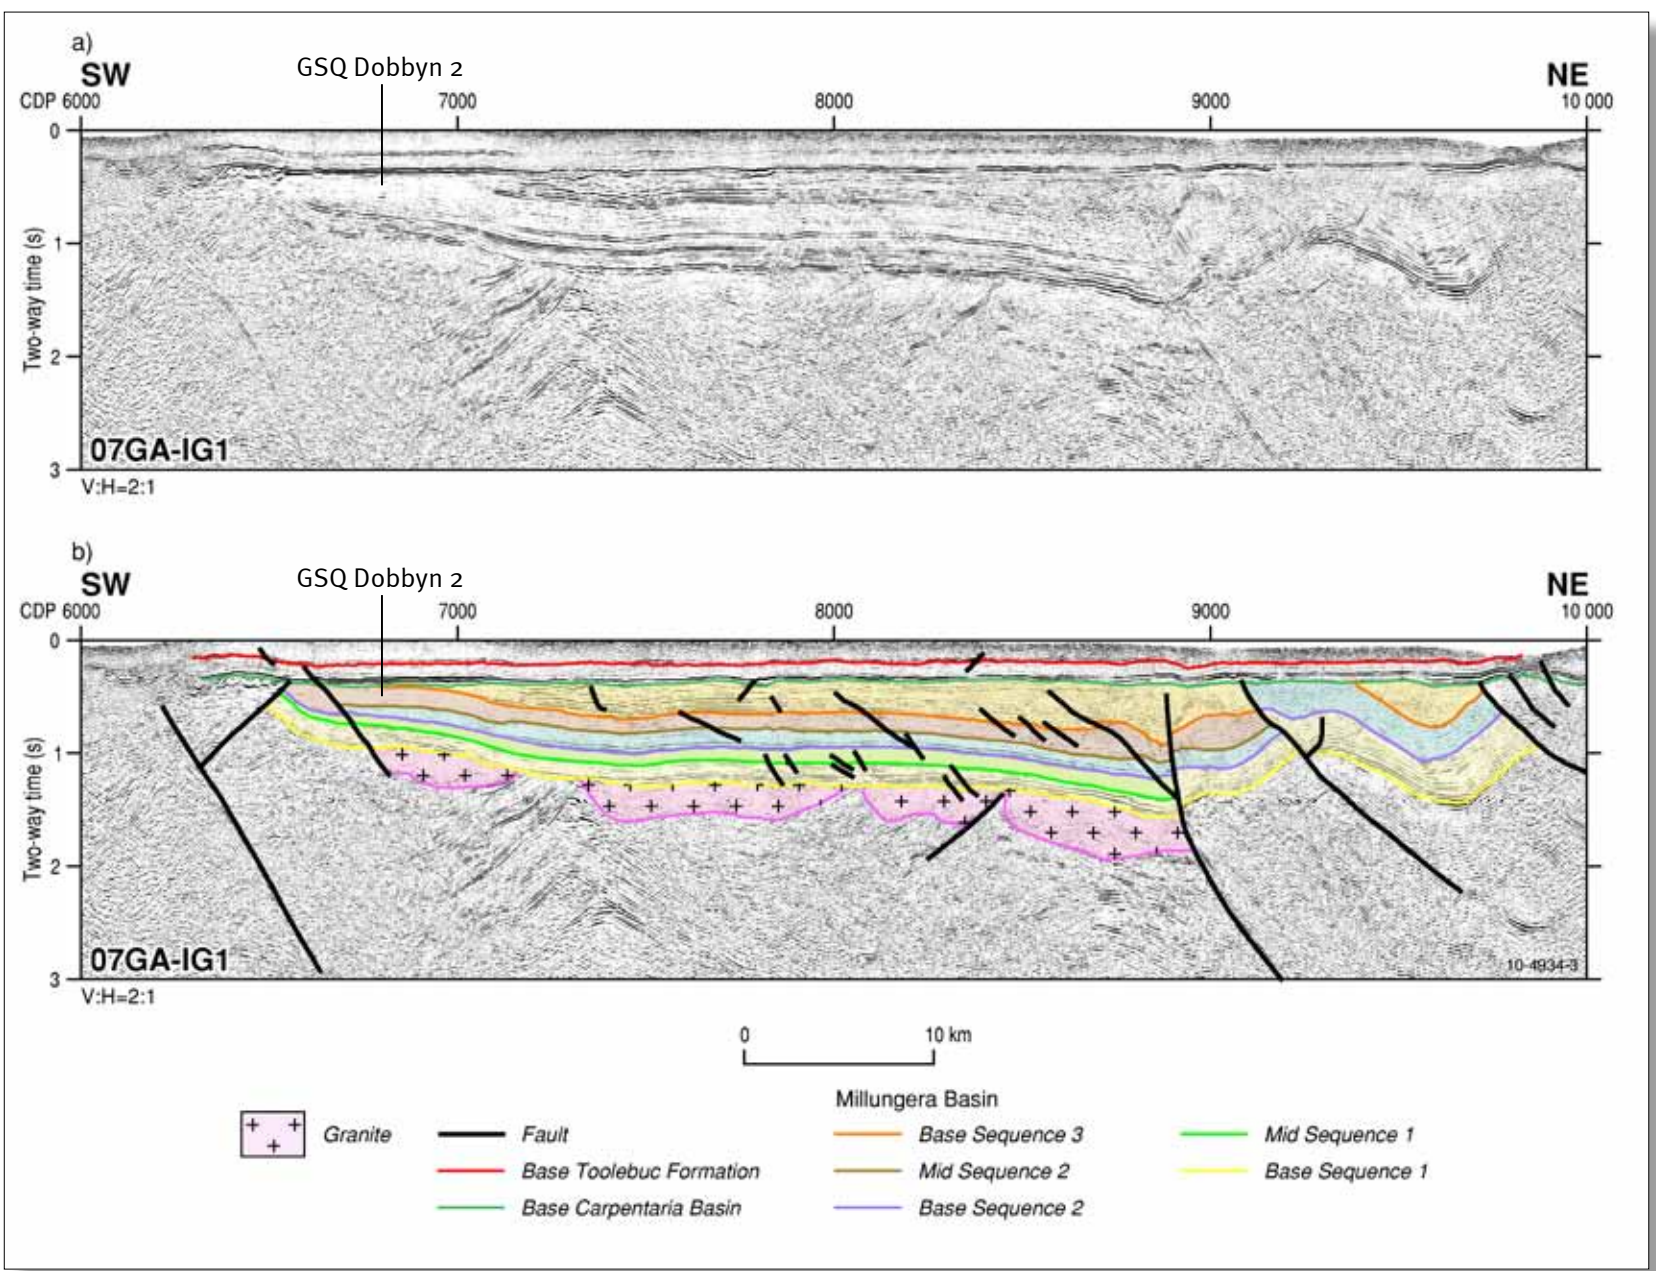 a)
SW GSQ Dobbyn 2 NE
CDP 6000 7000 8000 9000 10 000
0
1
2
3
Two-way time (s)
07GA-IG1
V:H=2:1
b)
SW GSQ Dobbyn 2 NE
CDP 6000 7000 8000 9000 10 000
0
1
2
3
Two-way time (s)
07GA-IG1
10-4934-3
V:H=2:1
0 10 km
Granite
Fault
Base Toolebuc Formation
Base Carpentaria Basin
Millungera Basin
Base Sequence 3
Mid Sequence 2
Base Sequence 2
Mid Sequence 1
Base Sequence 1